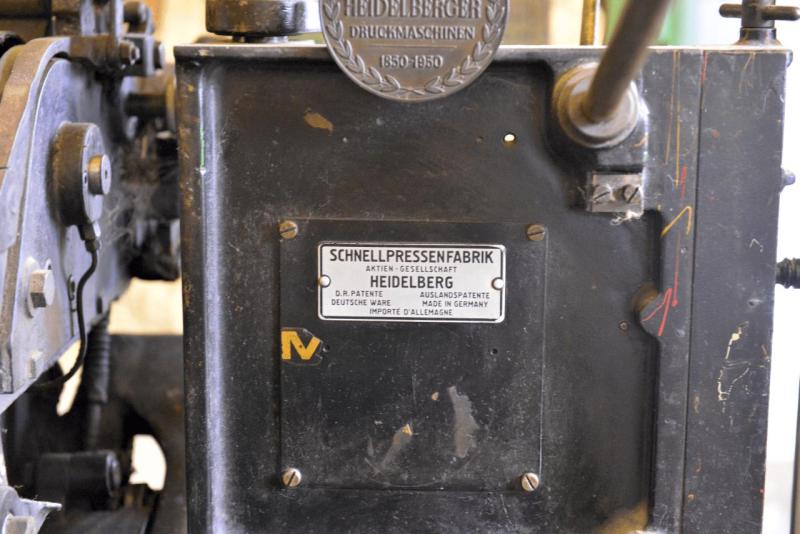 HEIDELBERGER
DRUCKMASCHINEN
1850-1950
SCHNELLPRESSENFABRIK
AKTIEN-GESELLSCHAFT
HEIDELBERG
D.R. PATENTE AUSLANDSPATENTE
DEUTSCHE WARE MADE IN GERMANY
IMPORTÉ D'ALLEMAGNE